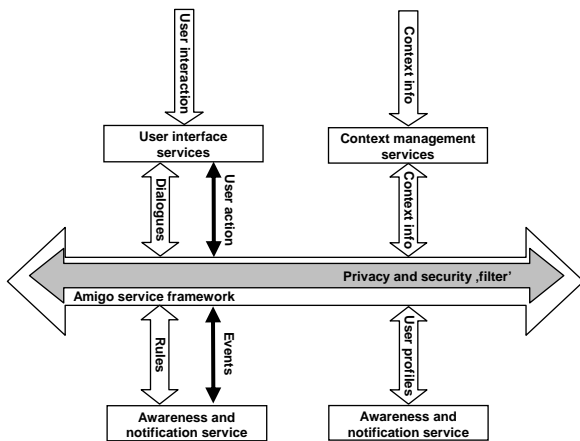 User interaction
Context info
User interface
services
Context management
services
Dialogues
User action
Context info
Privacy and security ‚filter’
Amigo service framework
Rules
Events
User profiles
Awareness and
notification service
Awareness and
notification service